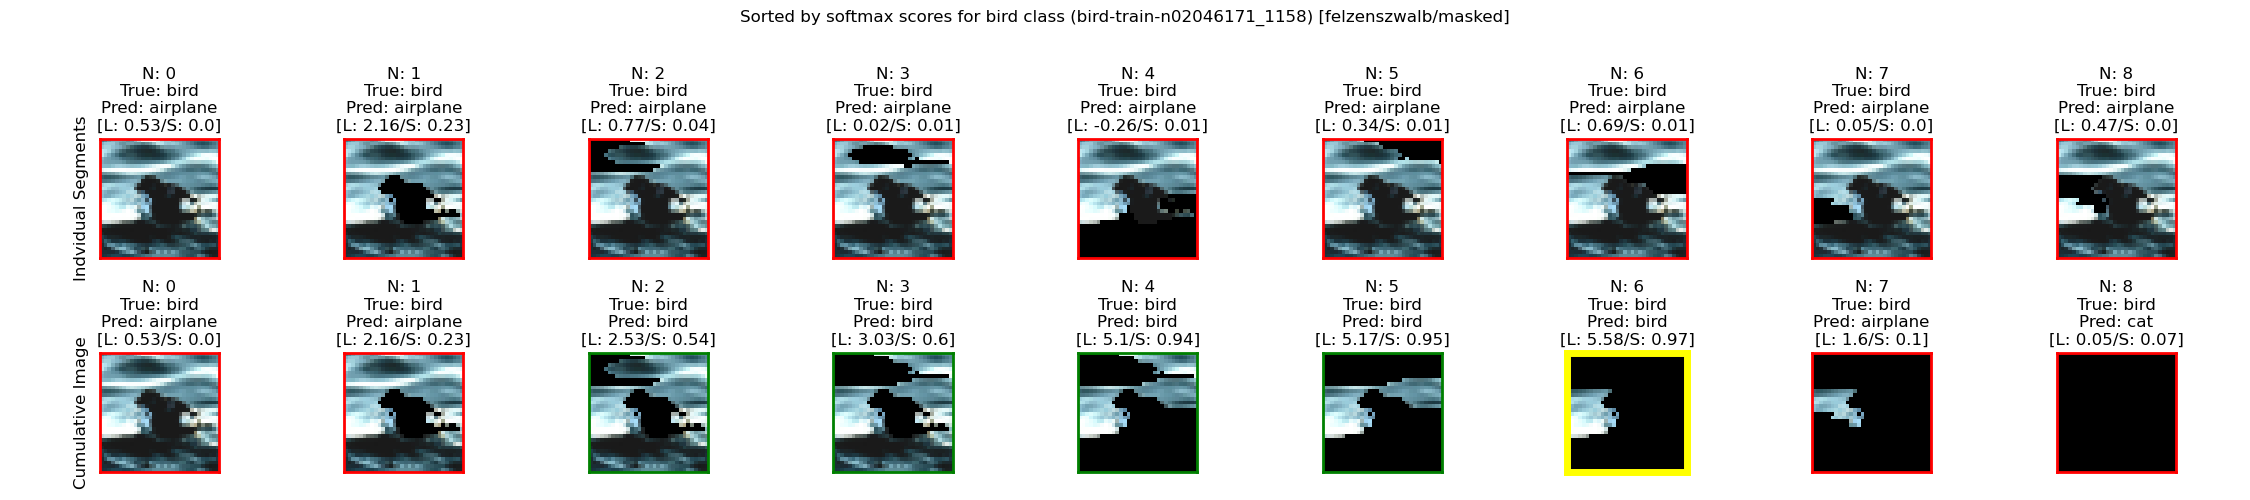 Sorted by softmax scores for bird class (bird-train-n02046171_1158) [felzenszwalb/masked]
Indvidual Segments
N: 0
True: bird
Pred: airplane
[L: 0.53/S: 0.0]
N: 1
True: bird
Pred: airplane
[L: 2.16/S: 0.23]
N: 2
True: bird
Pred: airplane
[L: 0.77/S: 0.04]
N: 3
True: bird
Pred: airplane
[L: 0.02/S: 0.01]
N: 4
True: bird
Pred: airplane
[L: -0.26/S: 0.01]
N: 5
True: bird
Pred: airplane
[L: 0.34/S: 0.01]
N: 6
True: bird
Pred: airplane
[L: 0.69/S: 0.01]
N: 7
True: bird
Pred: airplane
[L: 0.05/S: 0.0]
N: 8
True: bird
Pred: airplane
[L: 0.47/S: 0.0]
Cumulative Image
N: 0
True: bird
Pred: airplane
[L: 0.53/S: 0.0]
N: 1
True: bird
Pred: airplane
[L: 2.16/S: 0.23]
N: 2
True: bird
Pred: bird
[L: 2.53/S: 0.54]
N: 3
True: bird
Pred: bird
[L: 3.03/S: 0.6]
N: 4
True: bird
Pred: bird
[L: 5.1/S: 0.94]
N: 5
True: bird
Pred: bird
[L: 5.17/S: 0.95]
N: 6
True: bird
Pred: bird
[L: 5.58/S: 0.97]
N: 7
True: bird
Pred: airplane
[L: 1.6/S: 0.1]
N: 8
True: bird
Pred: cat
[L: 0.05/S: 0.07]